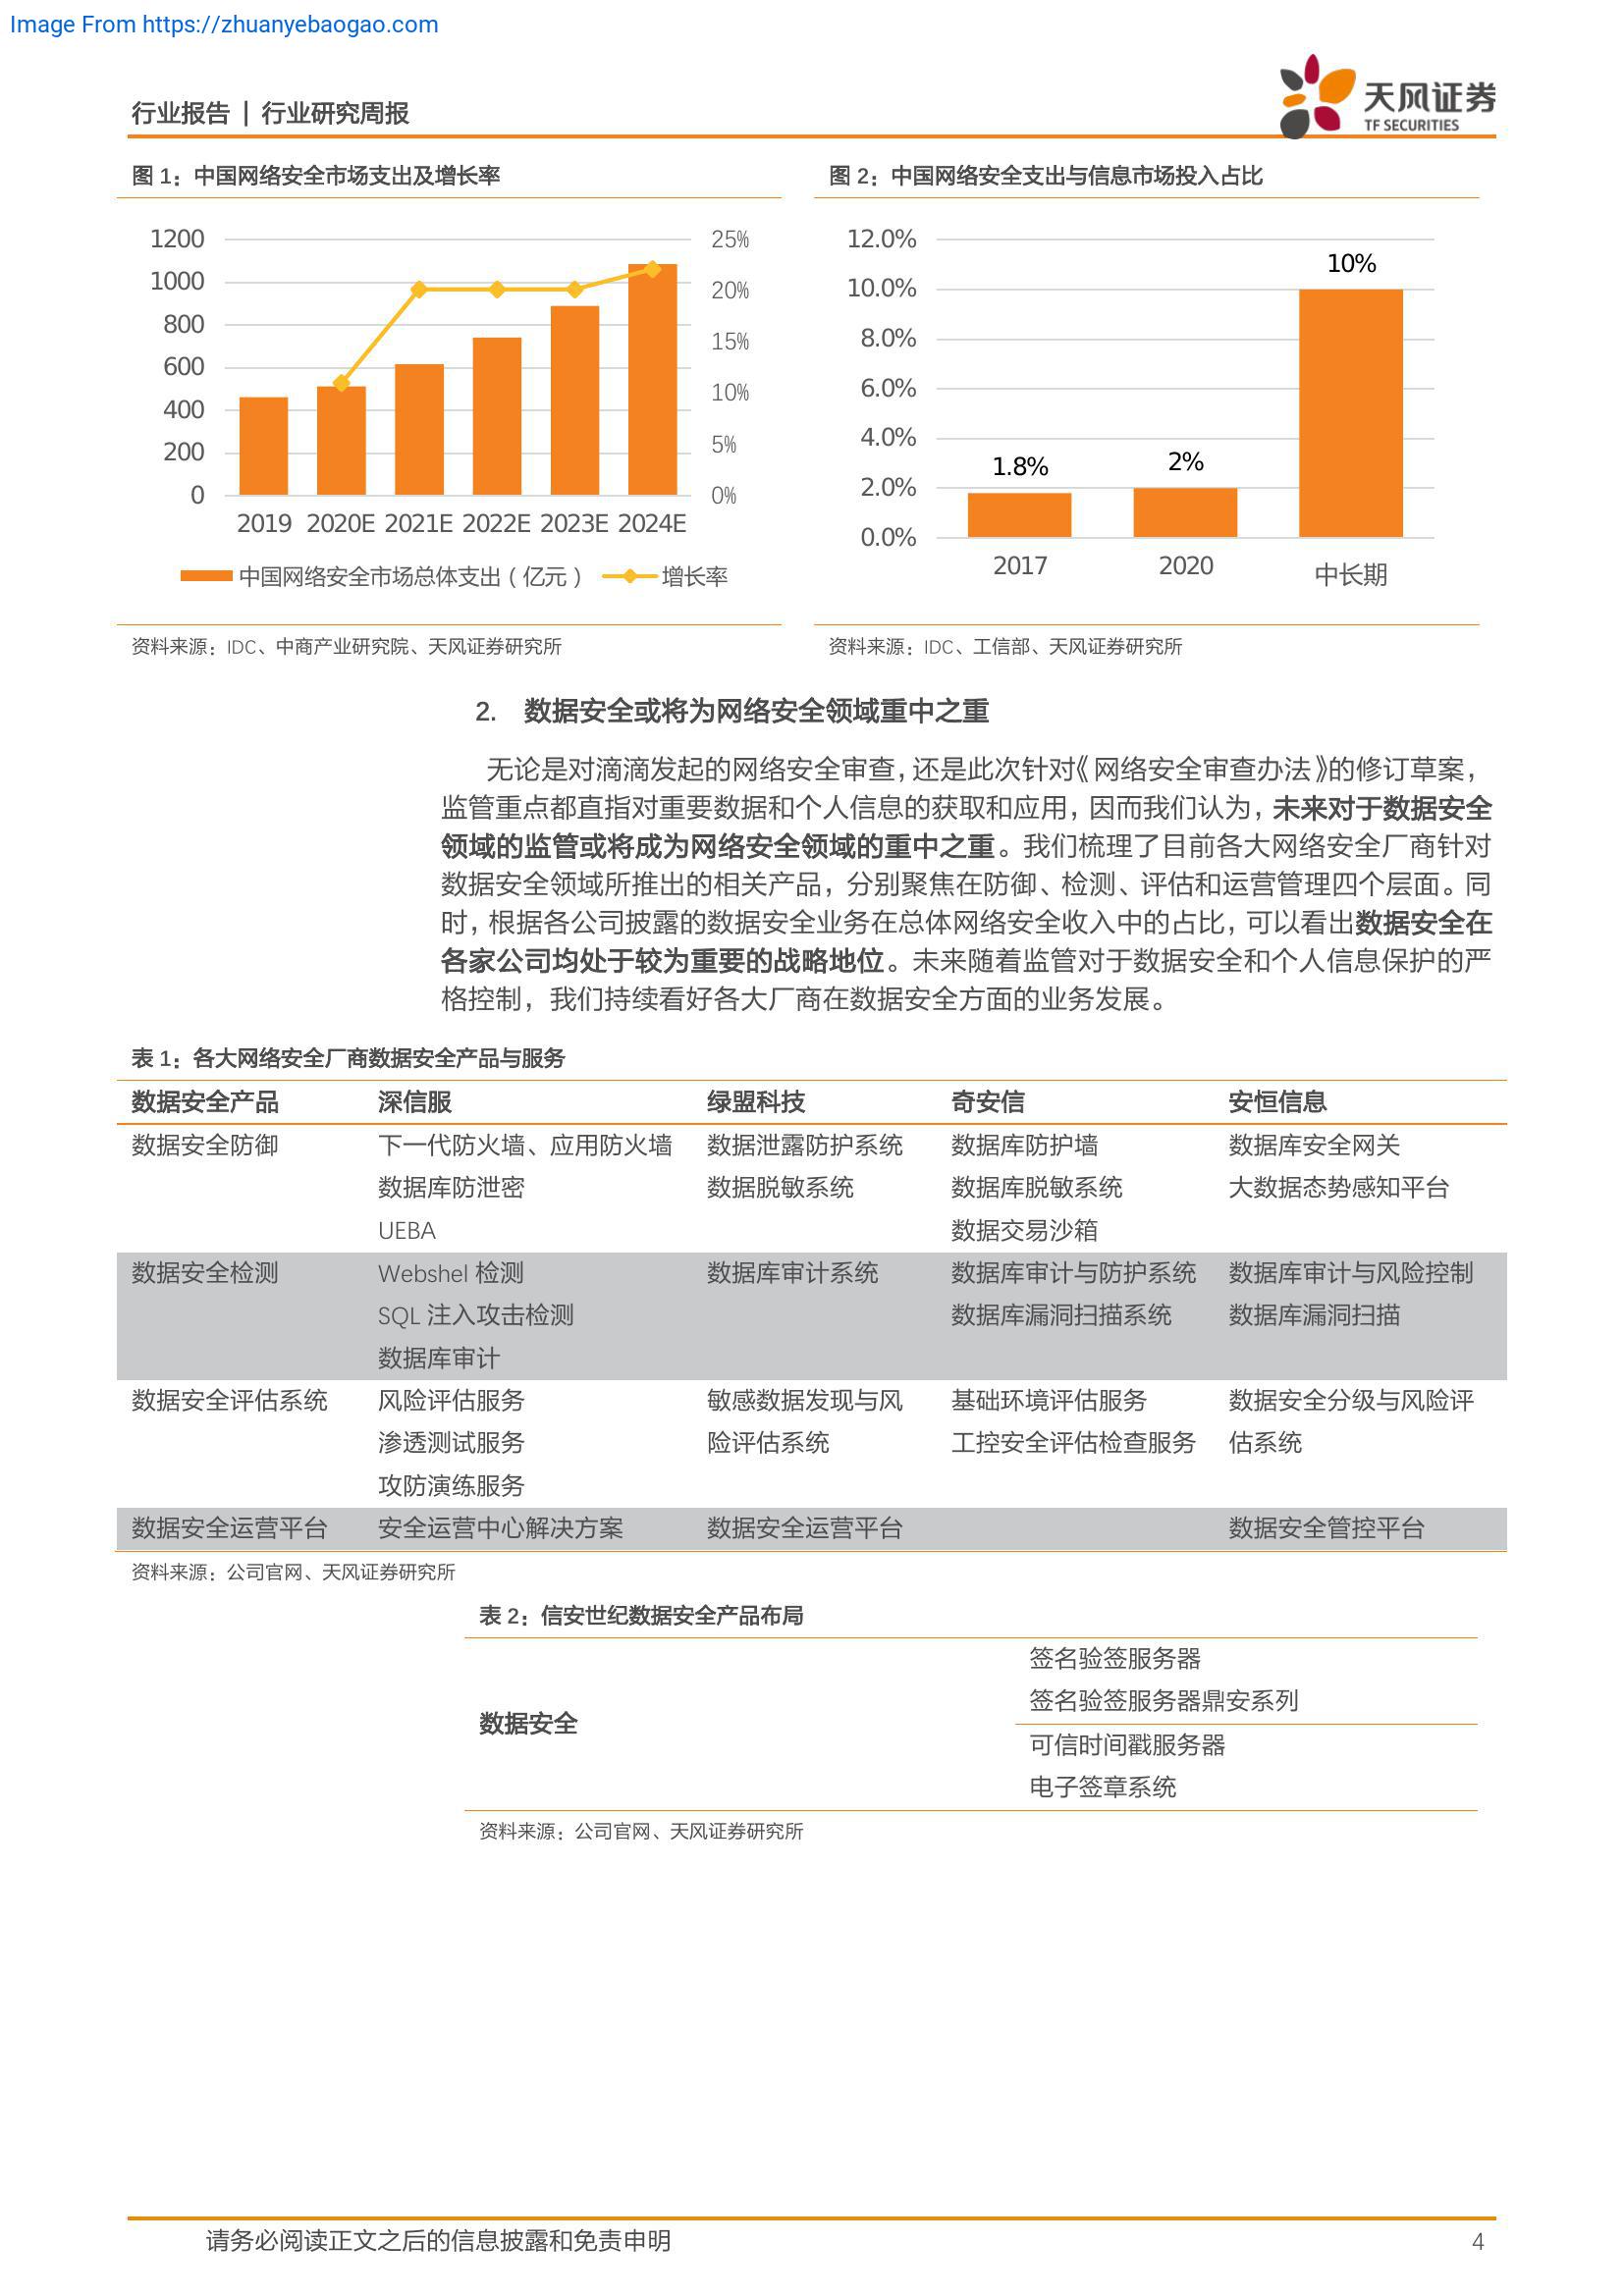 Image From https://zhuanyebaogao.com
行业报告 | 行业研究周报
天风证券
TF SECURITIES
图 1：中国网络安全市场支出及增长率
1200
1000
800
600
400
200
0
25%
20%
15%
10%
5%
0%
2019 2020E 2021E 2022E 2023E 2024E
中国网络安全市场总体支出（亿元） 增长率
资料来源：IDC、中商产业研究院、天风证券研究所
图 2：中国网络安全支出与信息市场投入占比
12.0%
10.0%
8.0%
6.0%
4.0%
2.0%
0.0%
1.8%
2%
10%
2017 2020 中长期
资料来源：IDC、工信部、天风证券研究所
2. 数据安全或将为网络安全领域重中之重
无论是对滴滴发起的网络安全审查，还是此次针对《网络安全审查办法》的修订草案，
监管重点都直指对重要数据和个人信息的获取和应用，因而我们认为，未来对于数据安全
领域的监管或将成为网络安全领域的重中之重。我们梳理了目前各大网络安全厂商针对
数据安全领域所推出的相关产品，分别聚焦在防御、检测、评估和运营管理四个层面。同
时，根据各公司披露的数据安全业务在总体网络安全收入中的占比，可以看出数据安全在
各家公司均处于较为重要的战略地位。未来随着监管对于数据安全和个人信息保护的严
格控制，我们持续看好各大厂商在数据安全方面的业务发展。
表 1：各大网络安全厂商数据安全产品与服务
数据安全产品 深信服 绿盟科技 奇安信 安恒信息
数据安全防御 下一代防火墙、应用防火墙 数据泄露防护系统 数据库防护墙 数据库安全网关
数据库防泄密 数据脱敏系统 数据库脱敏系统 大数据态势感知平台
UEBA 数据交易沙箱
数据安全检测 Webshel 检测 数据库审计系统 数据库审计与防护系统 数据库审计与风险控制
SQL 注入攻击检测 数据库漏洞扫描系统 数据库漏洞扫描
数据库审计
数据安全评估系统 风险评估服务 敏感数据发现与风 基础环境评估服务 数据安全分级与风险评
渗透测试服务 险评估系统 工控安全评估检查服务 估系统
攻防演练服务
数据安全运营平台 安全运营中心解决方案 数据安全运营平台 数据安全管控平台
资料来源：公司官网、天风证券研究所
表 2：信安世纪数据安全产品布局
数据安全
签名验签服务器
签名验签服务器鼎安系列
可信时间戳服务器
电子签章系统
资料来源：公司官网、天风证券研究所
请务必阅读正文之后的信息披露和免责申明 4